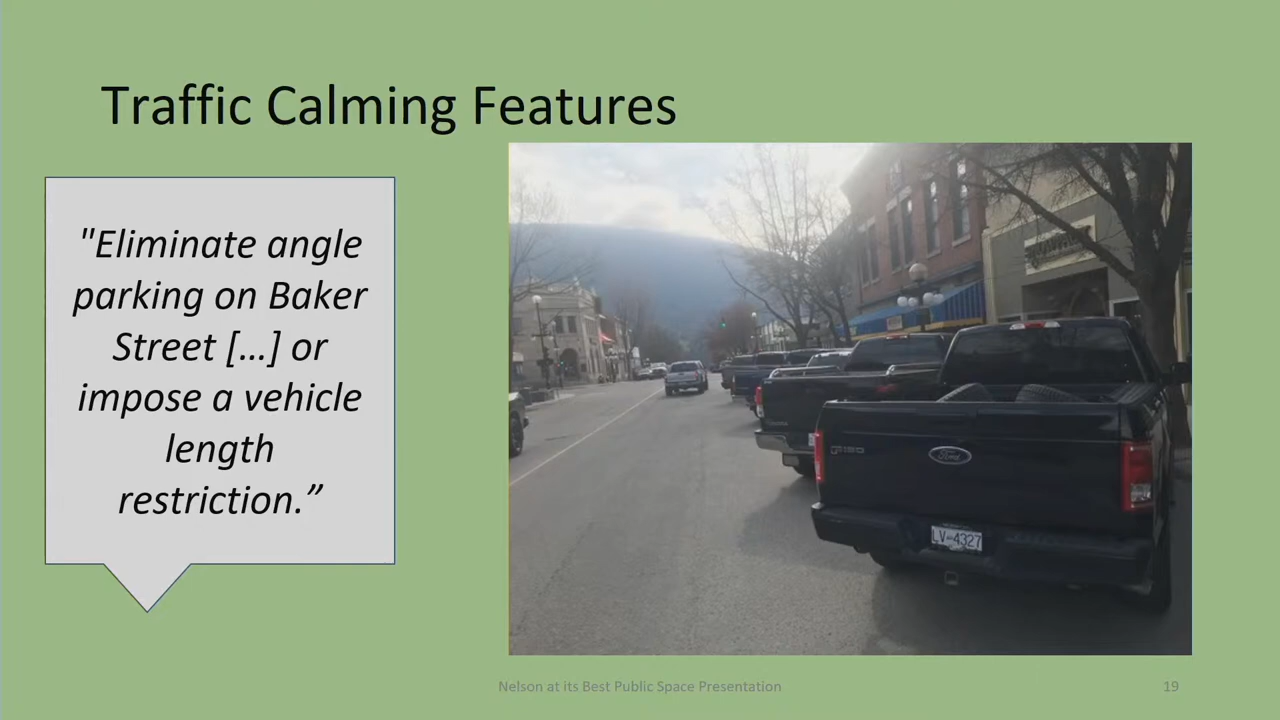 Traffic Calming Features
"Eliminate angle
parking on Baker
Street [...] or
impose a vehicle
length
restriction.”
Ford
LV 4327
Nelson at its Best Public Space Presentation
19